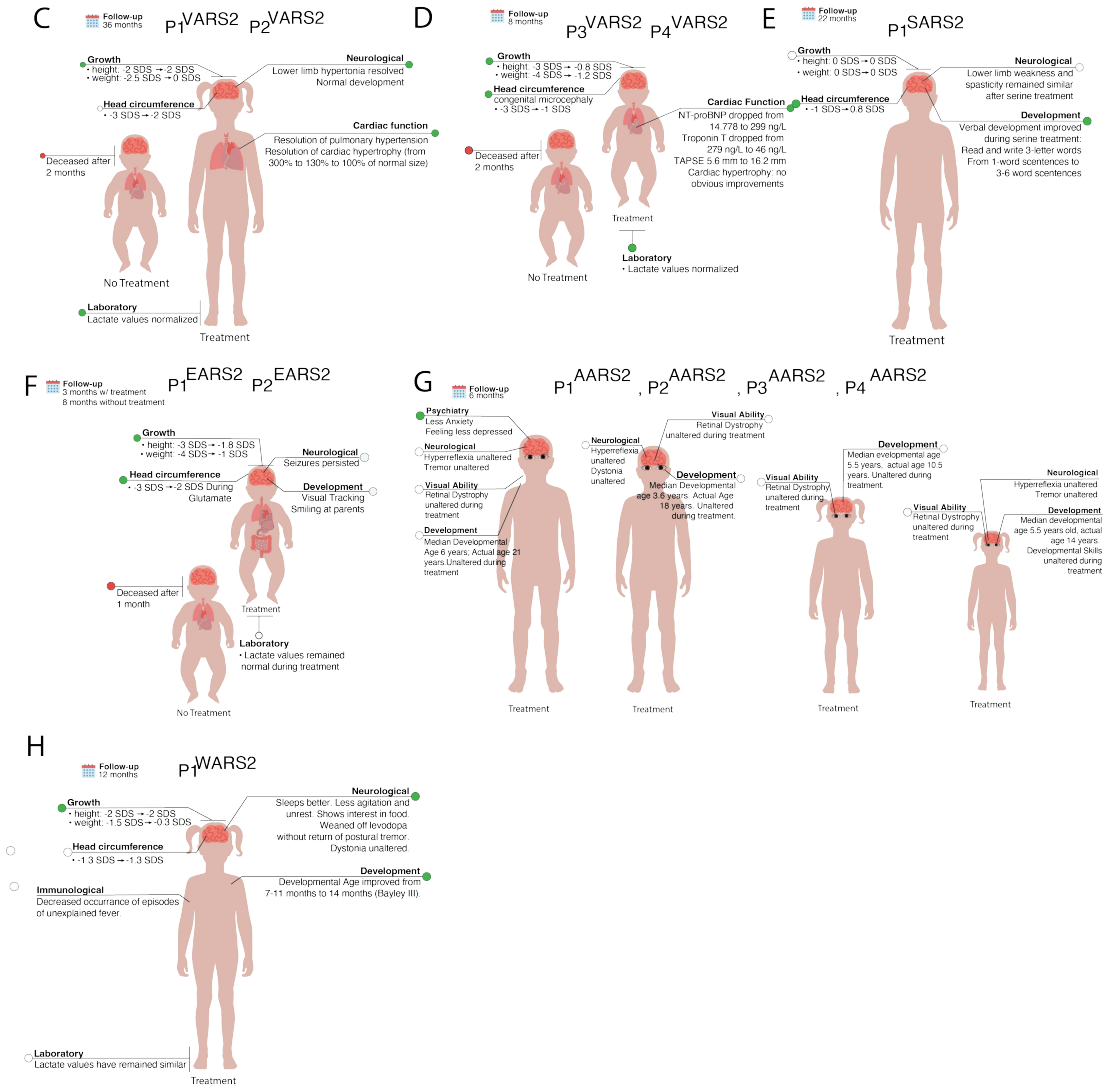 C
Follow-up
36 months
P1VARS2 P2VARS2
Growth
• height: -2 SDS → -2 SDS
• weight: -2.5 SDS → 0 SDS
Head circumference
• -3 SDS → -2 SDS
Neurological
Lower limb hypertonia resolved
Normal development
Cardiac function
Resolution of pulmonary hypertension
Resolution of cardiac hypertrophy (from
300% to 130% to 100% of normal size)
Deceased after
2 months
No Treatment
Laboratory
Lactate values normalized
Treatment
D
Follow-up
8 months
P3VARS2 P4VARS2
Growth
• height: -3 SDS → -0.8 SDS
• weight: -4 SDS → -1.2 SDS
Head circumference
congenital microcephaly
• -3 SDS → -1 SDS
Cardiac Function
NT-proBNP dropped from
14.778 to 299 ng/L
Troponin T dropped from
279 ng/L to 46 ng/L
TAPSE 5.6 mm to 16.2 mm
Cardiac hypertrophy: no
obvious improvements
Deceased after
2 months
Treatment
Laboratory
• Lactate values normalized
No Treatment
E
Follow-up
22 months
P1SARS2
Growth
• height: 0 SDS → 0 SDS
• weight: 0 SDS → 0 SDS
Head circumference
• -1 SDS → 0.8 SDS
Neurological
Lower limb weakness and
spasticity remained similar
after serine treatment
Development
Verbal development improved
during serine treatment:
Read and write 3-letter words
From 1-word scentences to
3-6 word scentences
Treatment
F
Follow-up
3 months w/ treatment
8 months without treatment
P1EARS2 P2EARS2
Growth
• height: -3 SDS → -1.8 SDS
• weight: -4 SDS → -1 SDS
Head circumference
• -3 SDS → -2 SDS During
Glutamate
Neurological
Seizures persisted
Development
Visual Tracking
Smiling at parents
Deceased after
1 month
Treatment
Laboratory
• Lactate values remained
normal during treatment
No Treatment
G
Follow-up
6 months
P1AARS2 , P2AARS2 , P3AARS2 , P4AARS2
Psychiatry
Less Anxiety
Feeling less depressed
Neurological
Hyperreflexia unaltered
Tremor unaltered
Visual Ability
Retinal Dystrophy
unaltered during
treatment
Development
Median Developmental
Age 6 years; Actual age 21
years.Unaltered during
treatment
Treatment
Visual Ability
Retinal Dystrophy
unaltered during treatment
Neurological
Hyperreflexia
unaltered
Dystonia
unaltered
Development
Median Developmental
age 3.6 years. Actual Age
18 years. Unaltered
during treatment.
Treatment
Development
Median evelopmental age
5.5 years, actual age 10.5
years. Unaltered during
treatment.
Visual Ability
Retinal Dystrophy
unaltered during
treatment
Treatment
Neurological
Hyperreflexia unaltered
Tremor unaltered
Visual Ability
Retinal Dystrophy
unaltered during
treatment
Development
Median developmental
age 5.5 years old, actual
age 14 years.
Developmental Skills
unaltered during
treatment
Treatment
H
Follow-up
12 months
P1WARS2
Growth
• height: -2 SDS → -2 SDS
• weight: -1.5 SDS → -0.3 SDS
Head circumference
• -1.3 SDS → -1.3 SDS
Immunological
Decreased occurrance of episodes
of unexplained fever.
Neurological
Sleeps better. Less agitation and
unrest. Shows interest in food.
Weaned off levodopa
without return of postural tremor.
Dystonia unaltered.
Development
Developmental Age improved from
7-11 months to 14 months (Bayley III).
Laboratory
Lactate values have remained similar
Treatment